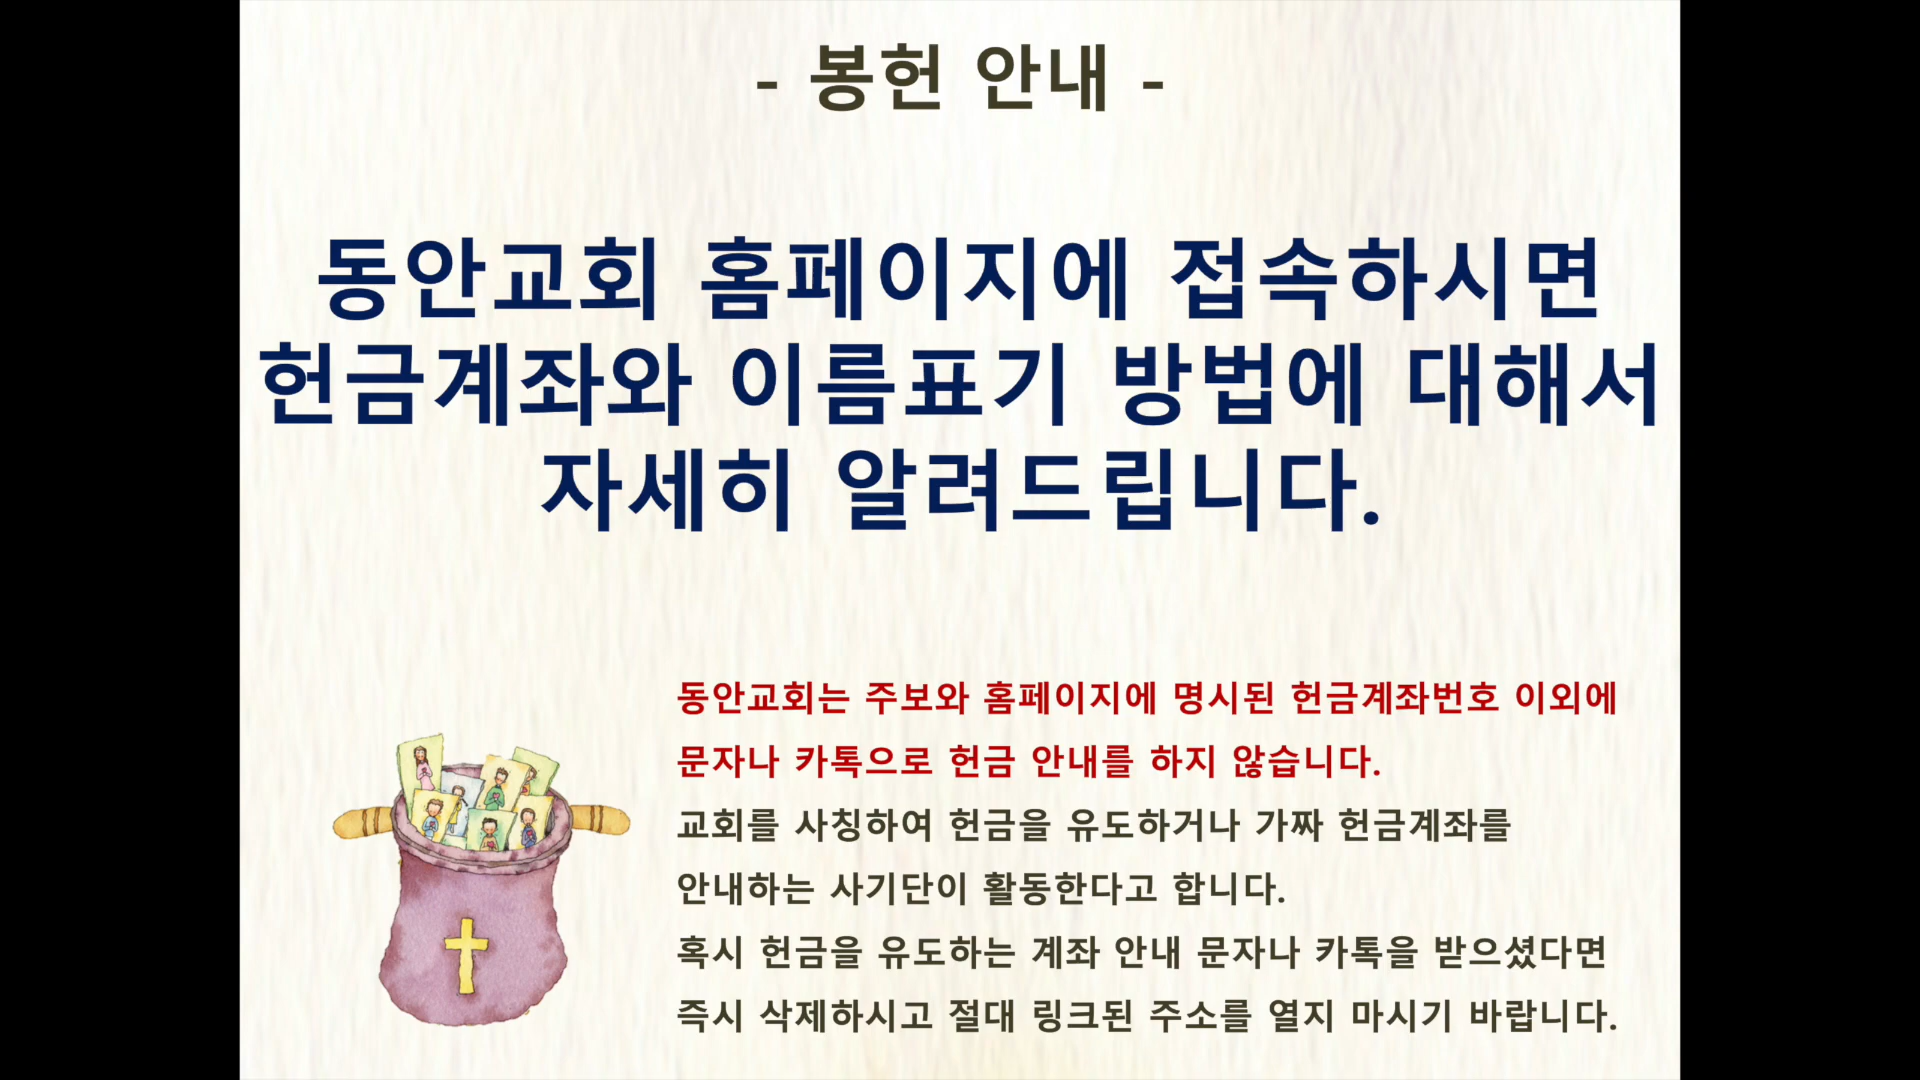 - 봉헌 안내 -
동안교회 홈페이지에 접속하시면
헌금계좌와 이름표기 방법에 대해서
자세히 알려드립니다.
동안교회는 주보와 홈페이지에 명시된 헌금계좌번호 이외에
문자나 카톡으로 헌금 안내를 하지 않습니다.
교회를 사칭하여 헌금을 유도하거나 가짜 헌금계좌를
안내하는 사기단이 활동한다고 합니다.
혹시 헌금을 유도하는 계좌 안내 문자나 카톡을 받으셨다면
즉시 삭제하시고 절대 링크된 주소를 열지 마시기 바랍니다.